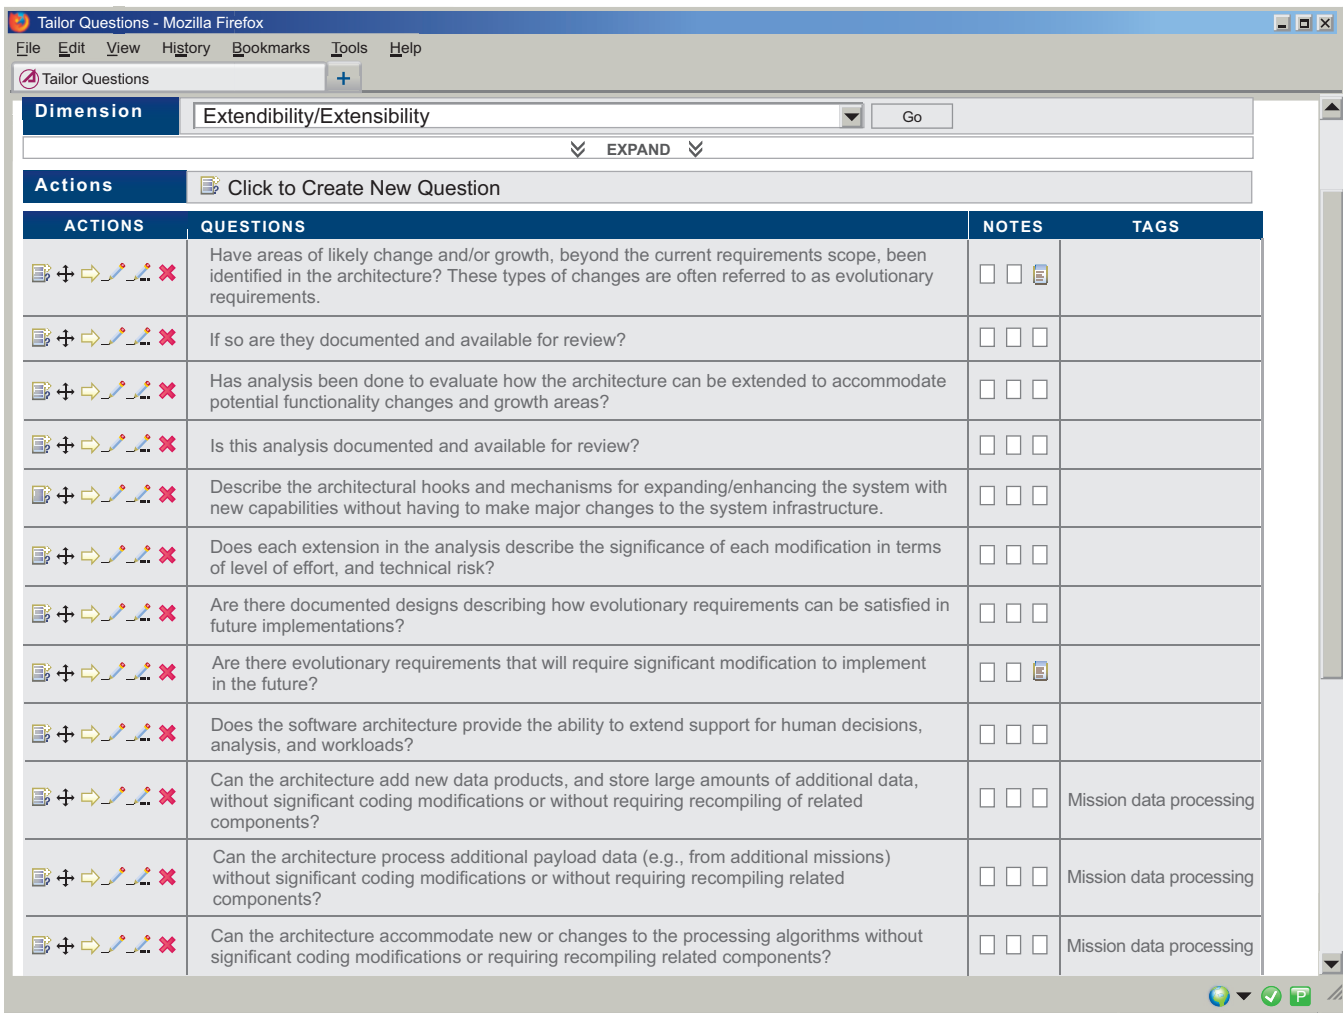 Tailor Questions - Mozilla Firefox
File Edit View History Bookmarks Tools Help
Tailor Questions +
Dimension Extendibility/Extensibility Go
EXPAND
Actions Click to Create New Question
ACTIONS QUESTIONS NOTES TAGS
Have areas of likely change and/or growth, beyond the current requirements scope, been
identified in the architecture? These types of changes are often referred to as evolutionary
requirements.
If so are they documented and available for review?
Has analysis been done to evaluate how the architecture can be extended to accommodate
potential functionality changes and growth areas?
Is this analysis documented and available for review?
Describe the architectural hooks and mechanisms for expanding/enhancing the system with
new capabilities without having to make major changes to the system infrastructure.
Does each extension in the analysis describe the significance of each modification in terms
of level of effort, and technical risk?
Are there documented designs describing how evolutionary requirements can be satisfied in
future implementations?
Are there evolutionary requirements that will require significant modification to implement
in the future?
Does the software architecture provide the ability to extend support for human decisions,
analysis, and workloads?
Can the architecture add new data products, and store large amounts of additional data,
without significant coding modifications or without requiring recompiling of related
components?
Mission data processing
Can the architecture process additional payload data (e.g., from additional missions)
without significant coding modifications or without requiring recompiling related
components?
Mission data processing
Can the architecture accommodate new or changes to the processing algorithms without
significant coding modifications or requiring recompiling related components?
Mission data processing
P